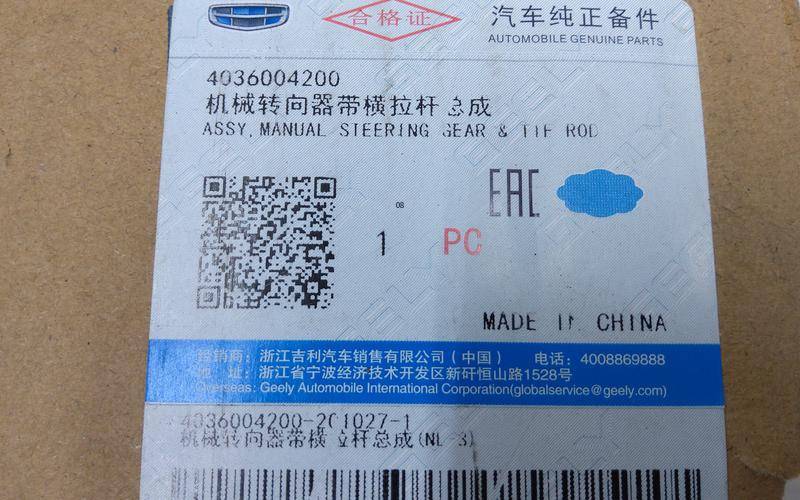 合格证
汽车纯正备件
AUTOMOBILE GENUINE PARTS
4036004200
机械转向器带横拉杆总成
ASSY,MANUAL STEERING GEAR & TIE ROD
EAC
08
1 PC
MADE IN CHINA
经销商：浙江吉利汽车销售有限公司（中国） 电话：4008869888
地 址：浙江省宁波经济技术开发区新矸恒山路1528号
Overseas: Geely Automobile International Corporation(globalservice@geely.com)
4036004200-201027-1
机械转向器带横拉杆总成(NL-3)